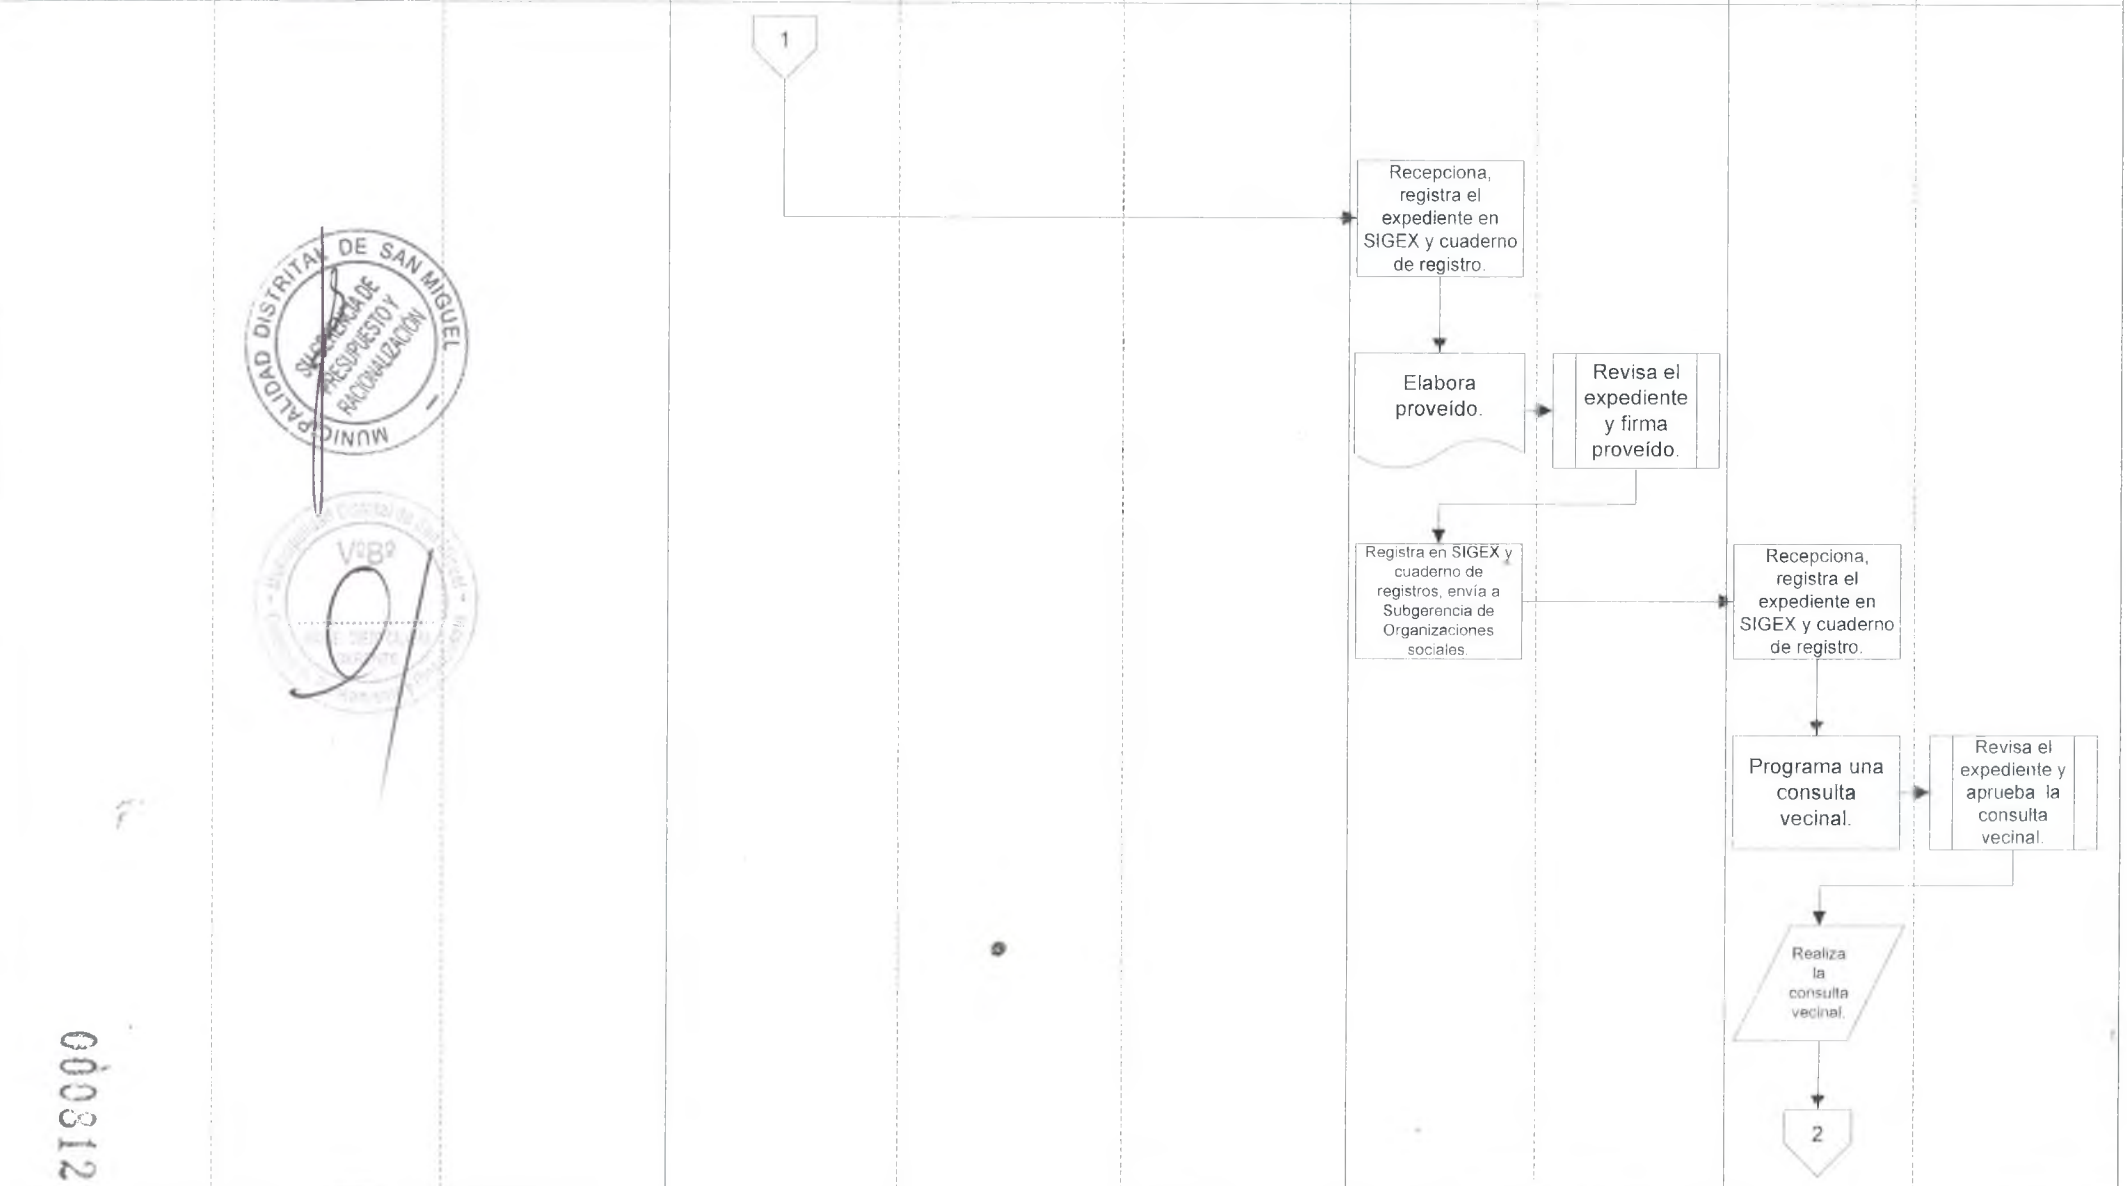 1
Recepciona,
registra el
expediente en
SIGEX y cuaderno
de registro.
Elabora
proveído.
Revisa el
expediente
y firma
proveído.
Registra en SIGEX y
cuaderno de
registros, envía a
Subgerencia de
Organizaciones
sociales.
Recepciona,
registra el
expediente en
SIGEX y cuaderno
de registro.
Programa una
consulta
vecinal.
Revisa el
expediente y
aprueba la
consulta
vecinal.
Realiza
la
consulta
vecinal.
2
MUNICIPALIDAD DISTRITAL DE SAN MIGUEL
SUBGERENCIA DE
PRESUPUESTO Y
RACIONALIZACIÓN
VºBº
000812